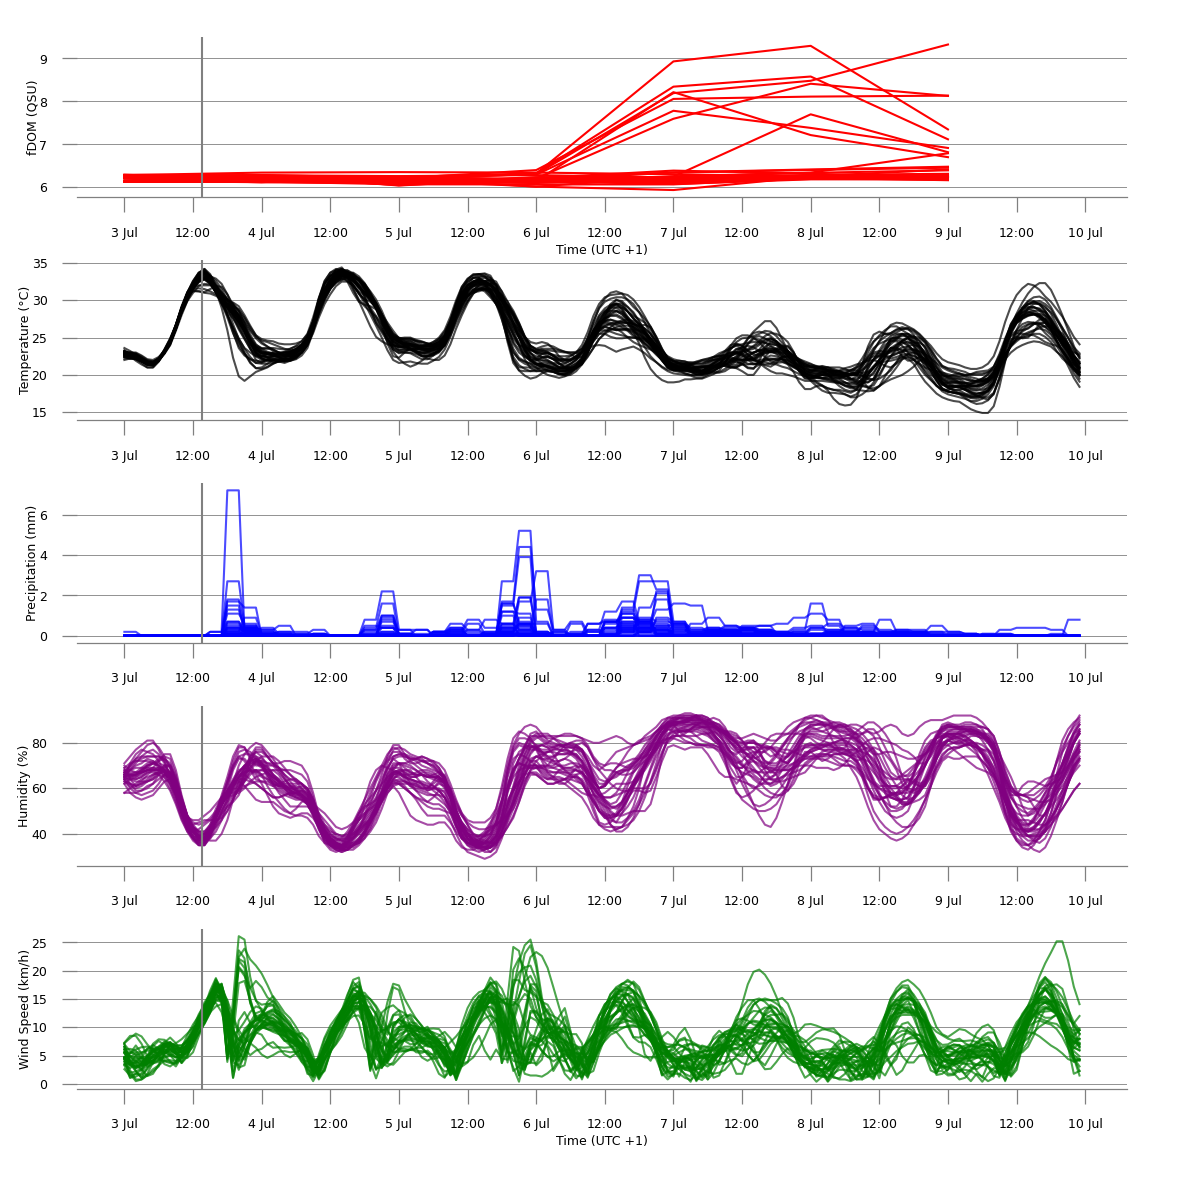 fDOM (QSU)
9
8
7
6
3 Jul 12:00 4 Jul 12:00 5 Jul 12:00 6 Jul 12:00 7 Jul 12:00 8 Jul 12:00 9 Jul 12:00 10 Jul
Time (UTC +1)
Temperature (°C)
35
30
25
20
15
3 Jul 12:00 4 Jul 12:00 5 Jul 12:00 6 Jul 12:00 7 Jul 12:00 8 Jul 12:00 9 Jul 12:00 10 Jul
Precipitation (mm)
6
4
2
0
3 Jul 12:00 4 Jul 12:00 5 Jul 12:00 6 Jul 12:00 7 Jul 12:00 8 Jul 12:00 9 Jul 12:00 10 Jul
Humidity (%)
80
60
40
3 Jul 12:00 4 Jul 12:00 5 Jul 12:00 6 Jul 12:00 7 Jul 12:00 8 Jul 12:00 9 Jul 12:00 10 Jul
Wind Speed (km/h)
25
20
15
10
5
0
3 Jul 12:00 4 Jul 12:00 5 Jul 12:00 6 Jul 12:00 7 Jul 12:00 8 Jul 12:00 9 Jul 12:00 10 Jul
Time (UTC +1)